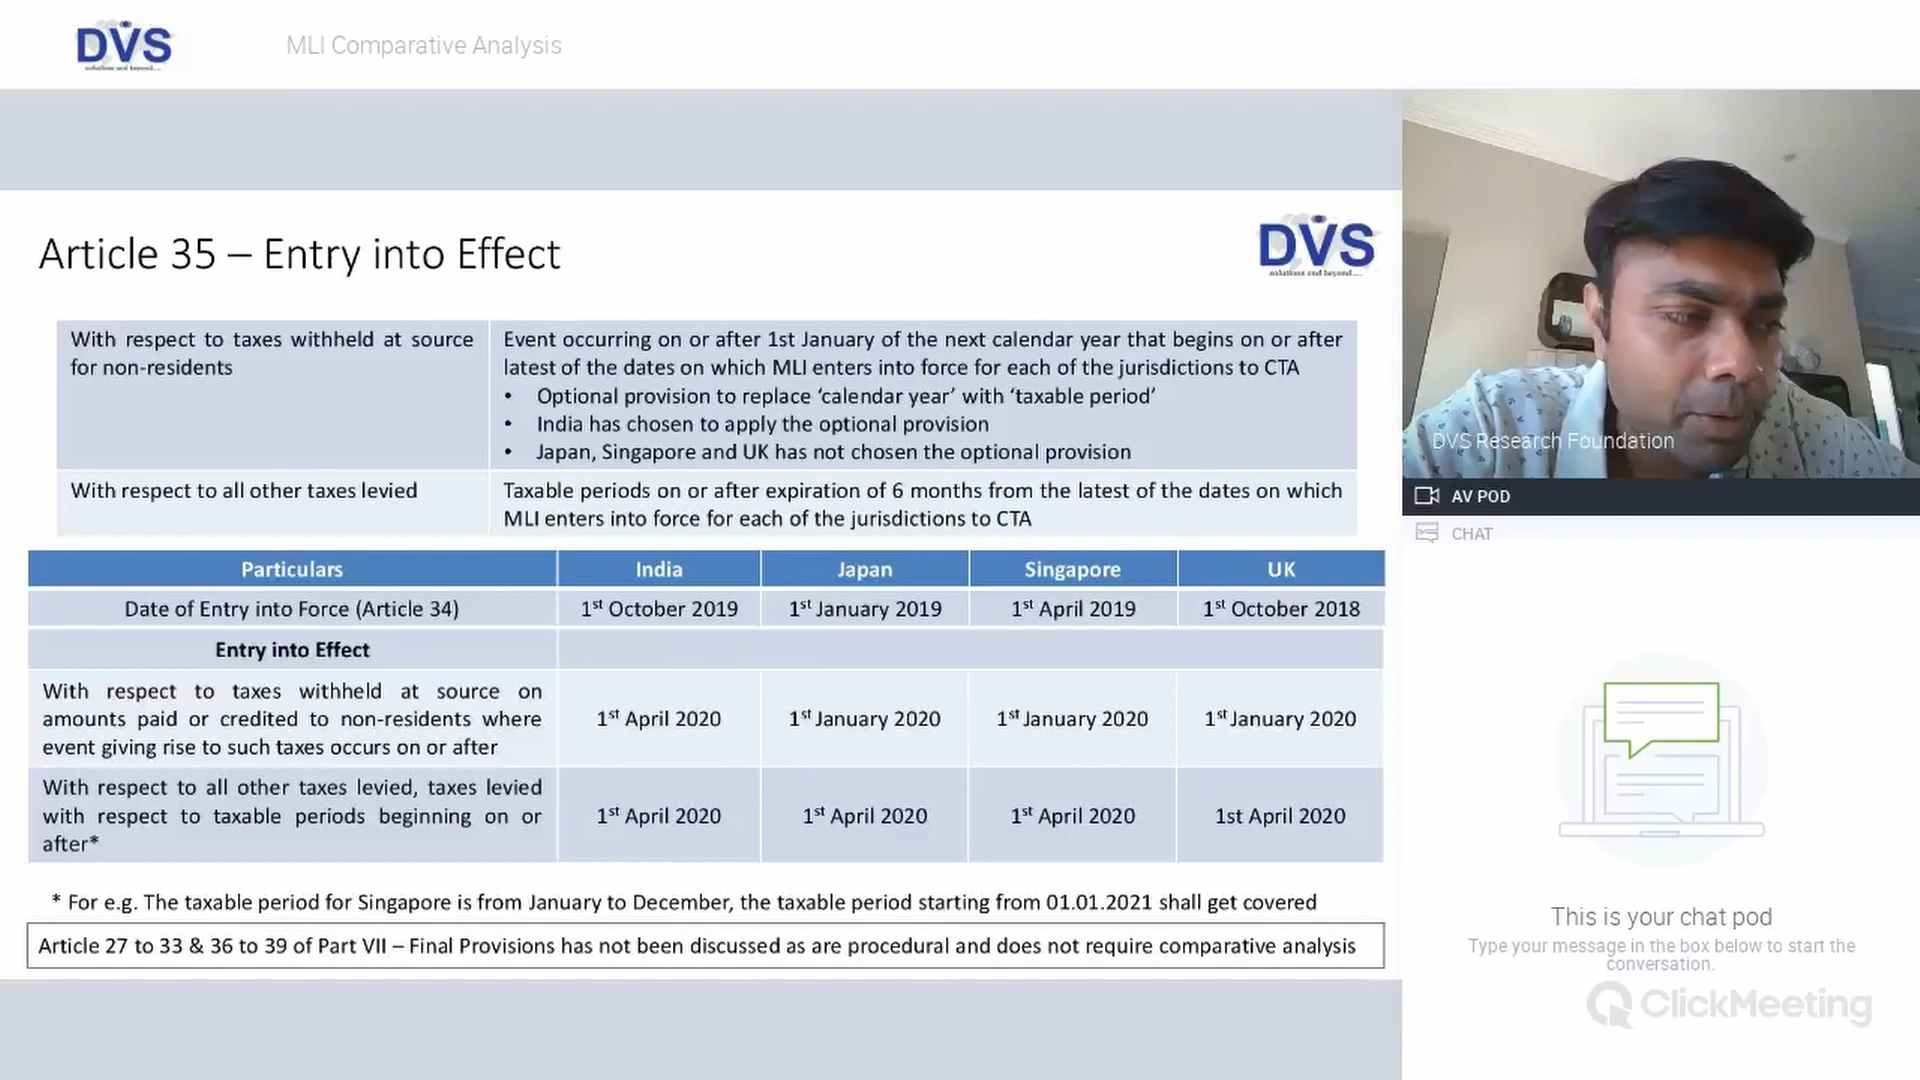 DVS
solutions and beyond....
MLI Comparative Analysis
Article 35 – Entry into Effect
DVS
solutions and beyond....
With respect to taxes withheld at source
for non-residents
Event occurring on or after 1st January of the next calendar year that begins on or after
latest of the dates on which MLI enters into force for each of the jurisdictions to CTA
• Optional provision to replace ‘calendar year’ with ‘taxable period’
• India has chosen to apply the optional provision
• Japan, Singapore and UK has not chosen the optional provision
With respect to all other taxes levied
Taxable periods on or after expiration of 6 months from the latest of the dates on which
MLI enters into force for each of the jurisdictions to CTA
Particulars India Japan Singapore UK
Date of Entry into Force (Article 34) 1st October 2019 1st January 2019 1st April 2019 1st October 2018
Entry into Effect
With respect to taxes withheld at source on
amounts paid or credited to non-residents where
event giving rise to such taxes occurs on or after
1st April 2020 1st January 2020 1st January 2020 1st January 2020
With respect to all other taxes levied, taxes levied
with respect to taxable periods beginning on or
after*
1st April 2020 1st April 2020 1st April 2020 1st April 2020
* For e.g. The taxable period for Singapore is from January to December, the taxable period starting from 01.01.2021 shall get covered
Article 27 to 33 & 36 to 39 of Part VII – Final Provisions has not been discussed as are procedural and does not require comparative analysis
DVS Research Foundation
AV POD
CHAT
This is your chat pod
Type your message in the box below to start the
conversation.
ClickMeeting